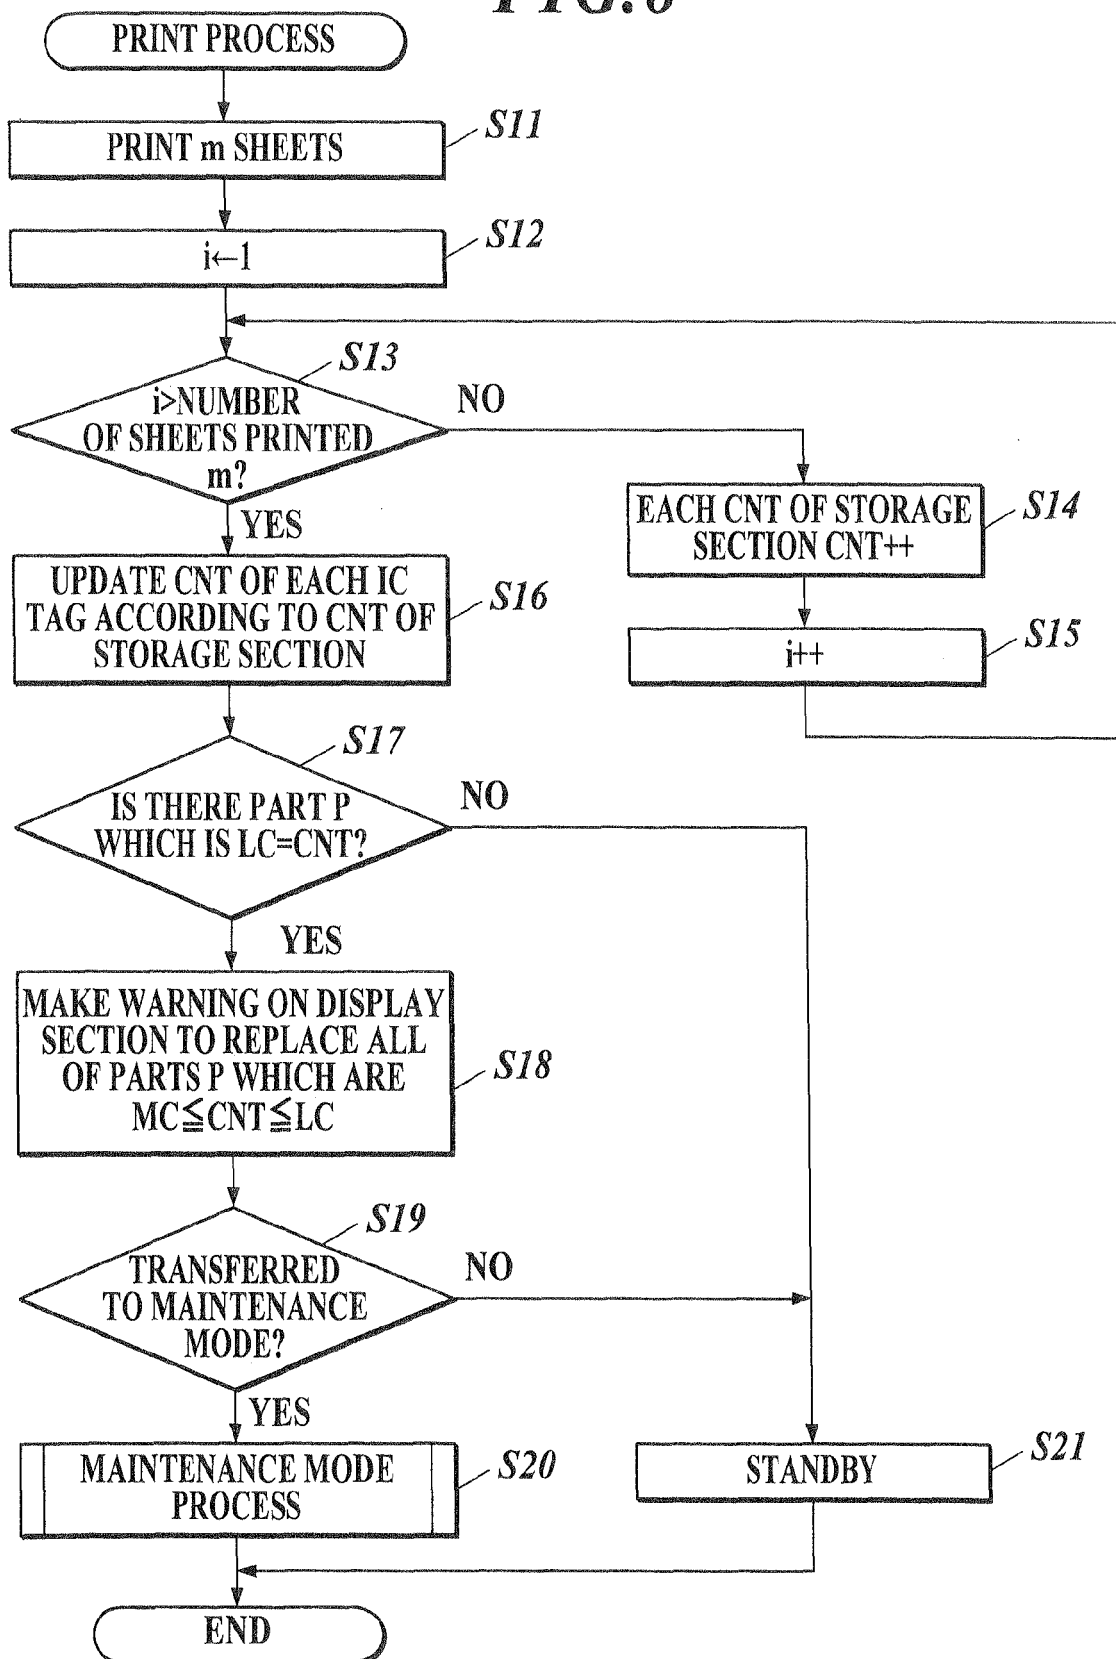 PRINT PROCESS
S11
PRINT m SHEETS
S12
i←1
S13
i>NUMBER
OF SHEETS PRINTED
m?
NO
YES
EACH CNT OF STORAGE
SECTION CNT++
S14
i++
S15
UPDATE CNT OF EACH IC
TAG ACCORDING TO CNT OF
STORAGE SECTION
S16
S17
IS THERE PART P
WHICH IS LC=CNT?
NO
YES
MAKE WARNING ON DISPLAY
SECTION TO REPLACE ALL
OF PARTS P WHICH ARE
MC≦CNT≦LC
S18
S19
TRANSFERRED
TO MAINTENANCE
MODE?
NO
YES
MAINTENANCE MODE
PROCESS
S20
STANDBY
S21
END